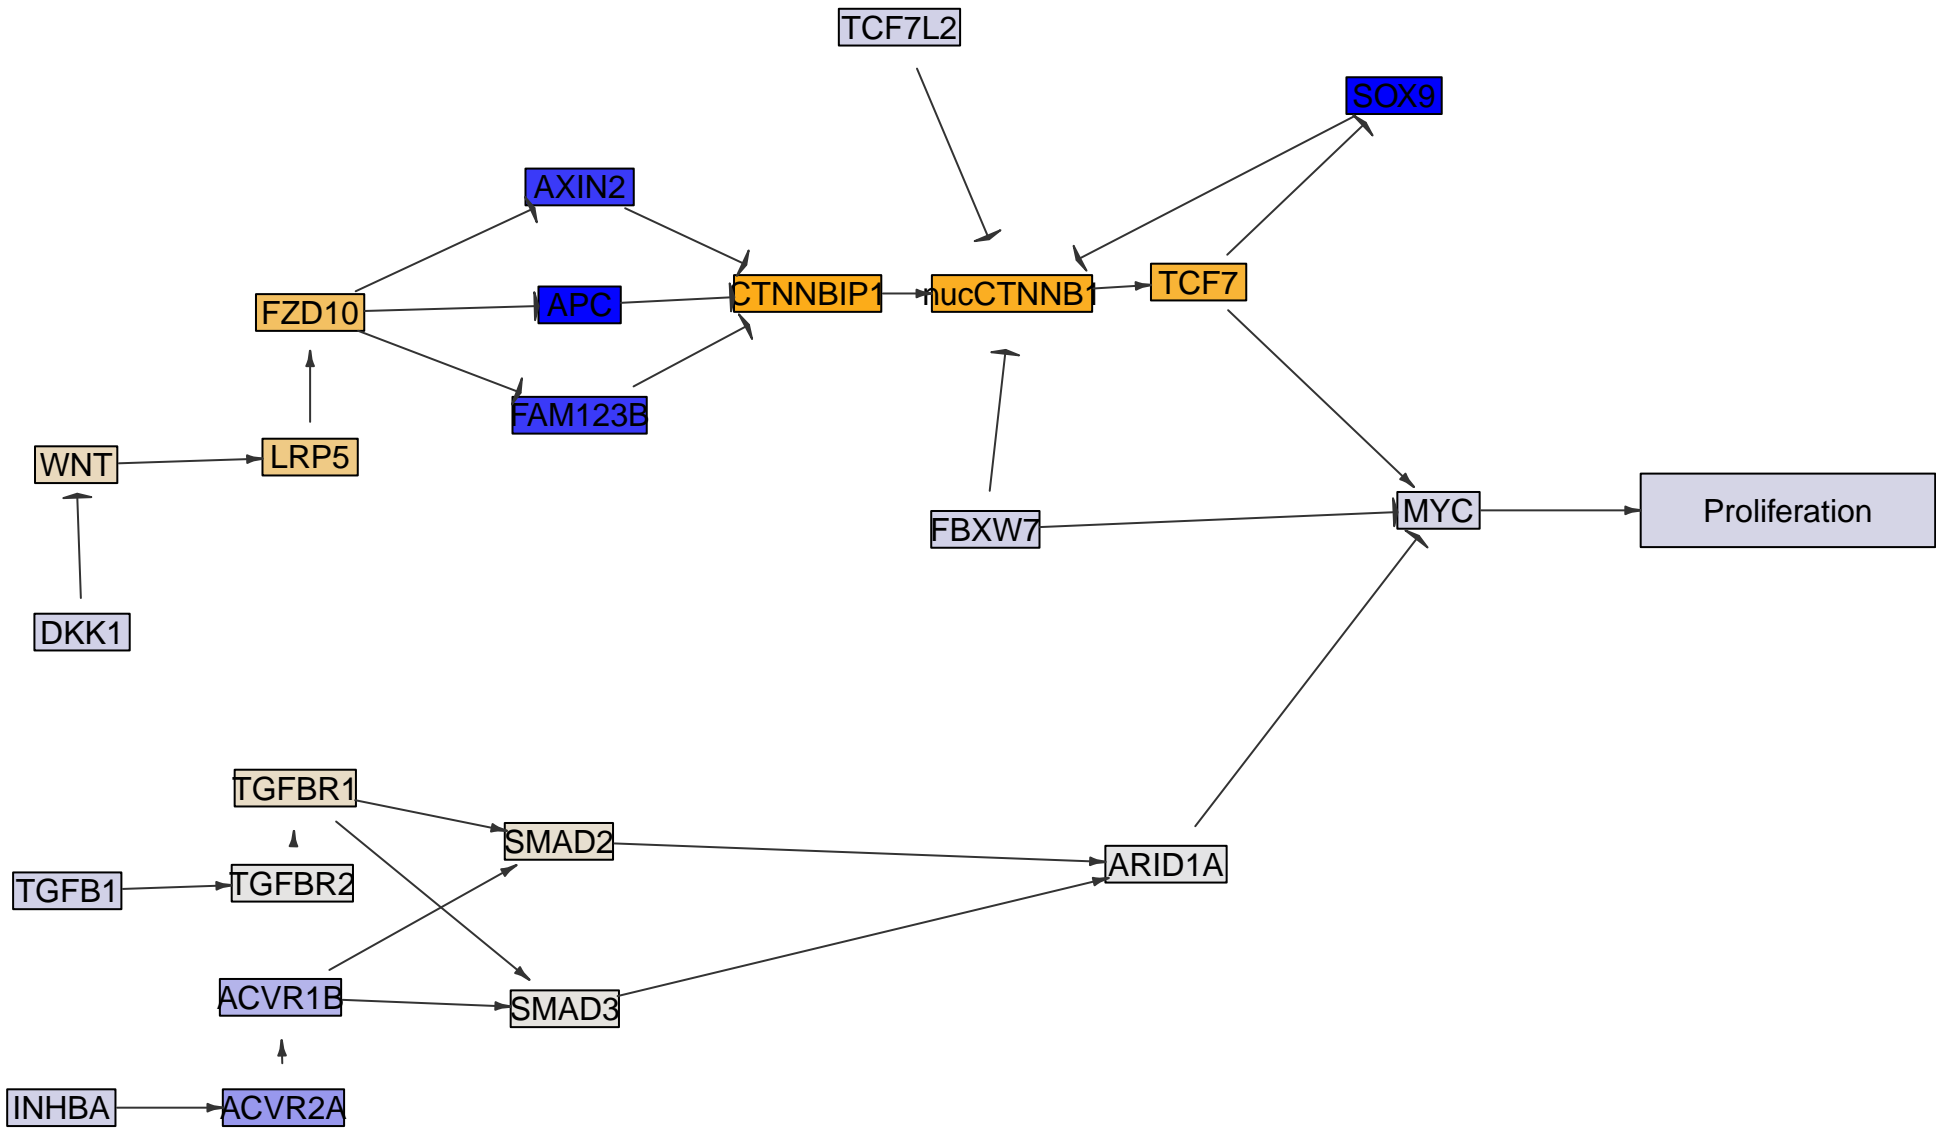 TCF7L2
SOX9
AXIN2
FZD10
APC
CTNNBIP1
nucCTNNB1
TCF7
FAM123B
WNT
LRP5
FBXW7
MYC
Proliferation
DKK1
TGFBR1
SMAD2
TGFB1
TGFBR2
ARID1A
ACVR1B
SMAD3
INHBA
ACVR2A